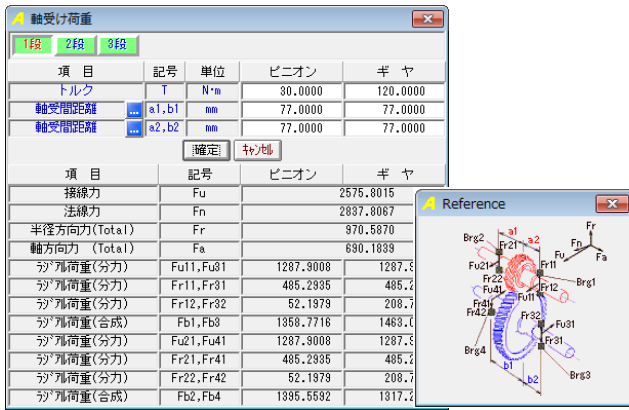 軸受け荷重
1段 2段 3段
項 目 記号 単位 ピニオン ギ ヤ
トルク T N・m 30.0000 120.0000
軸受間距離 ... a1,b1 mm 77.0000 77.0000
軸受間距離 ... a2,b2 mm 77.0000 77.0000
確定 キャンセル
項 目 記号 ピニオン ギ ヤ
接線力 Fu 2575.8015
法線力 Fn 2837.8067
半径方向力(Total) Fr 970.5870
軸方向力 (Total) Fa 690.1839
ラジアル荷重(分力) Fu11,Fu31 1287.9008
ラジアル荷重(分力) Fr11,Fr31 485.2935
ラジアル荷重(分力) Fr12,Fr32 52.1979
ラジアル荷重(合成) Fb1,Fb3 1358.7716
ラジアル荷重(分力) Fu21,Fu41 1287.9008
ラジアル荷重(分力) Fr21,Fr41 485.2935
ラジアル荷重(分力) Fr22,Fr42 52.1979
ラジアル荷重(合成) Fb2,Fb4 1395.5592
Reference
Fr
Brg2 a1
Fr21 a2 Fn
Fu Fa
Fu21 Fr11
Fr22 Brg1
Fu41 Fr12
Fu11
Fr41
Fr42 Fr32
Fu31
Fr31
Brg4
b1
b2 Brg3